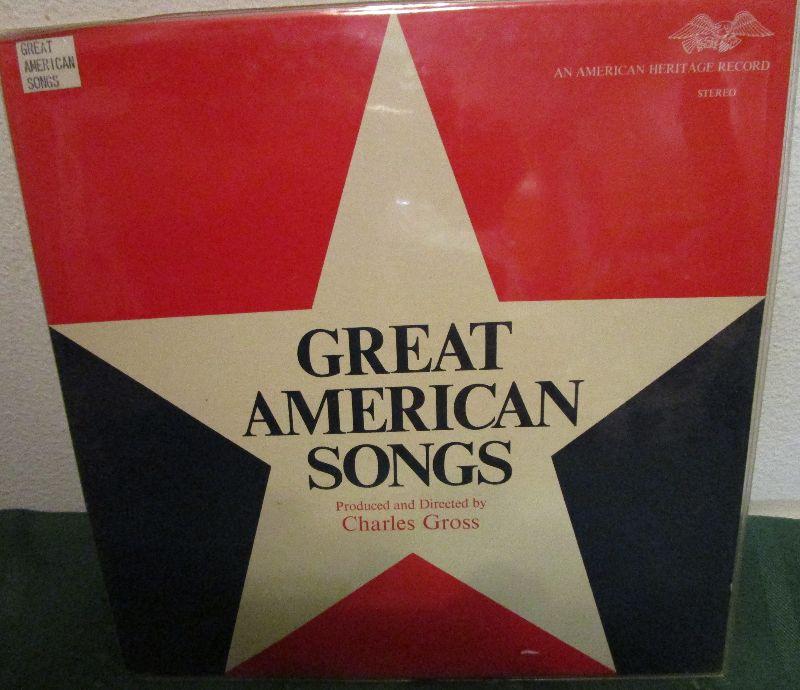 GREAT
AMERICAN
SONGS
AN AMERICAN HERITAGE RECORD
STEREO
GREAT
AMERICAN
SONGS
Produced and Directed by
Charles Gross